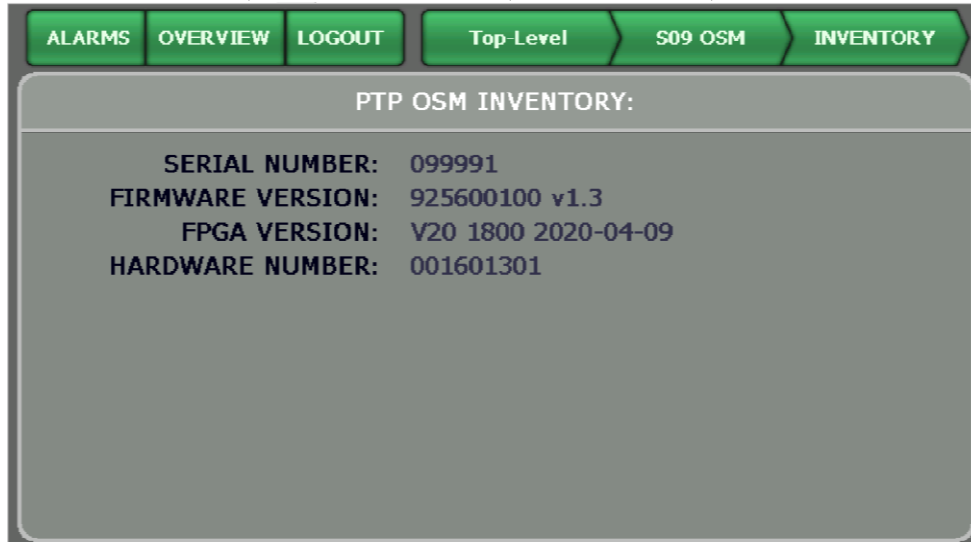 ALARMS OVERVIEW LOGOUT Top-Level S09 OSM INVENTORY
PTP OSM INVENTORY:
SERIAL NUMBER: 099991
FIRMWARE VERSION: 925600100 v1.3
FPGA VERSION: V20 1800 2020-04-09
HARDWARE NUMBER: 001601301